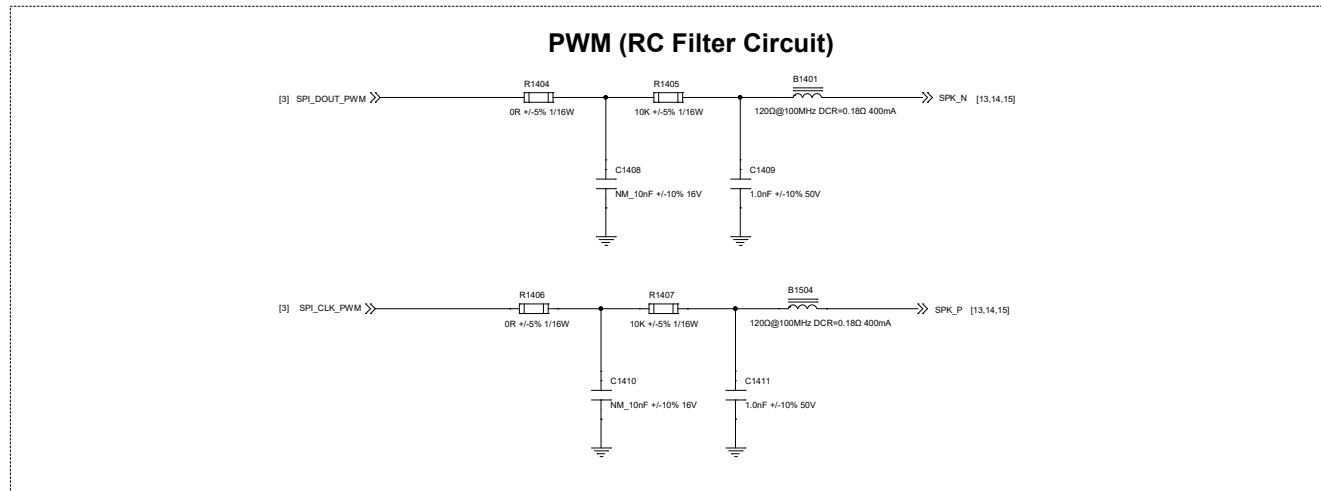 PWM (RC Filter Circuit)
R1404
R1405
B1401
[3] SPI_DOUT_PWM
SPK_N [13,14,15]
0R +/-5% 1/16W
10K +/-5% 1/16W
120Ω@100MHz DCR=0.18Ω 400mA
C1408
C1409
NM_10nF +/-10% 16V
1.0nF +/-10% 50V
R1406
R1407
B1504
[3] SPI_CLK_PWM
SPK_P [13,14,15]
0R +/-5% 1/16W
10K +/-5% 1/16W
120Ω@100MHz DCR=0.18Ω 400mA
C1410
C1411
NM_10nF +/-10% 16V
1.0nF +/-10% 50V